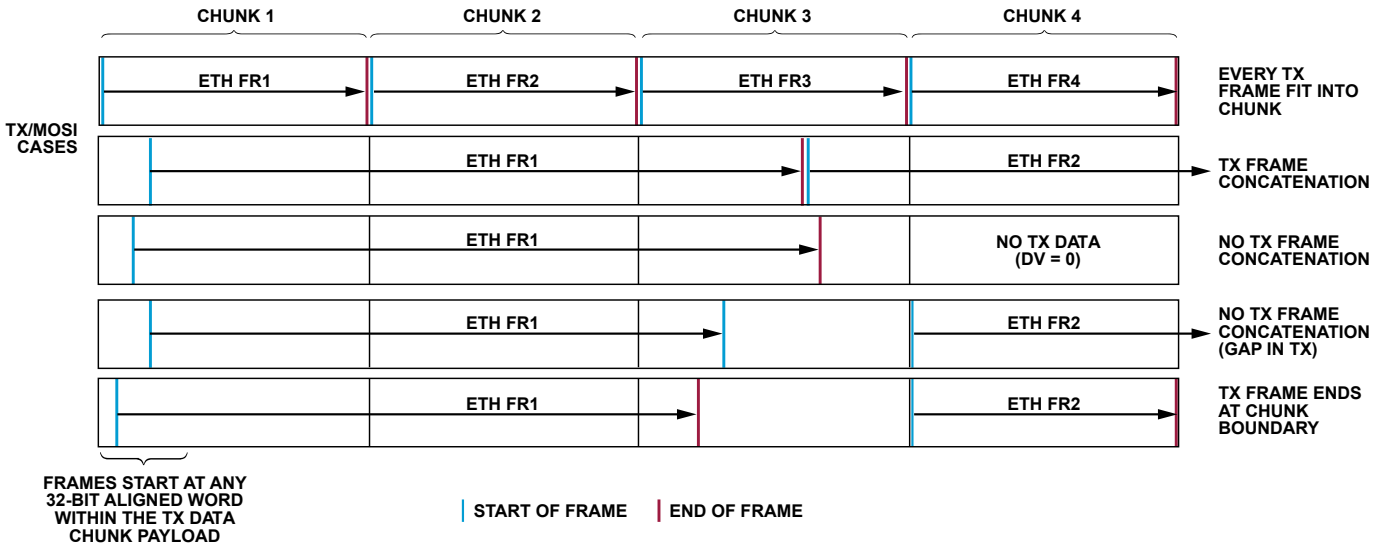 CHUNK 1
CHUNK 2
CHUNK 3
CHUNK 4
TX/MOSI
CASES
ETH FR1
ETH FR2
ETH FR3
ETH FR4
EVERY TX
FRAME FIT INTO
CHUNK
ETH FR1
ETH FR2
TX FRAME
CONCATENATION
ETH FR1
NO TX DATA
(DV = 0)
NO TX FRAME
CONCATENATION
ETH FR1
ETH FR2
NO TX FRAME
CONCATENATION
(GAP IN TX)
ETH FR1
ETH FR2
TX FRAME ENDS
AT CHUNK
BOUNDARY
FRAMES START AT ANY
32-BIT ALIGNED WORD
WITHIN THE TX DATA
CHUNK PAYLOAD
START OF FRAME
END OF FRAME